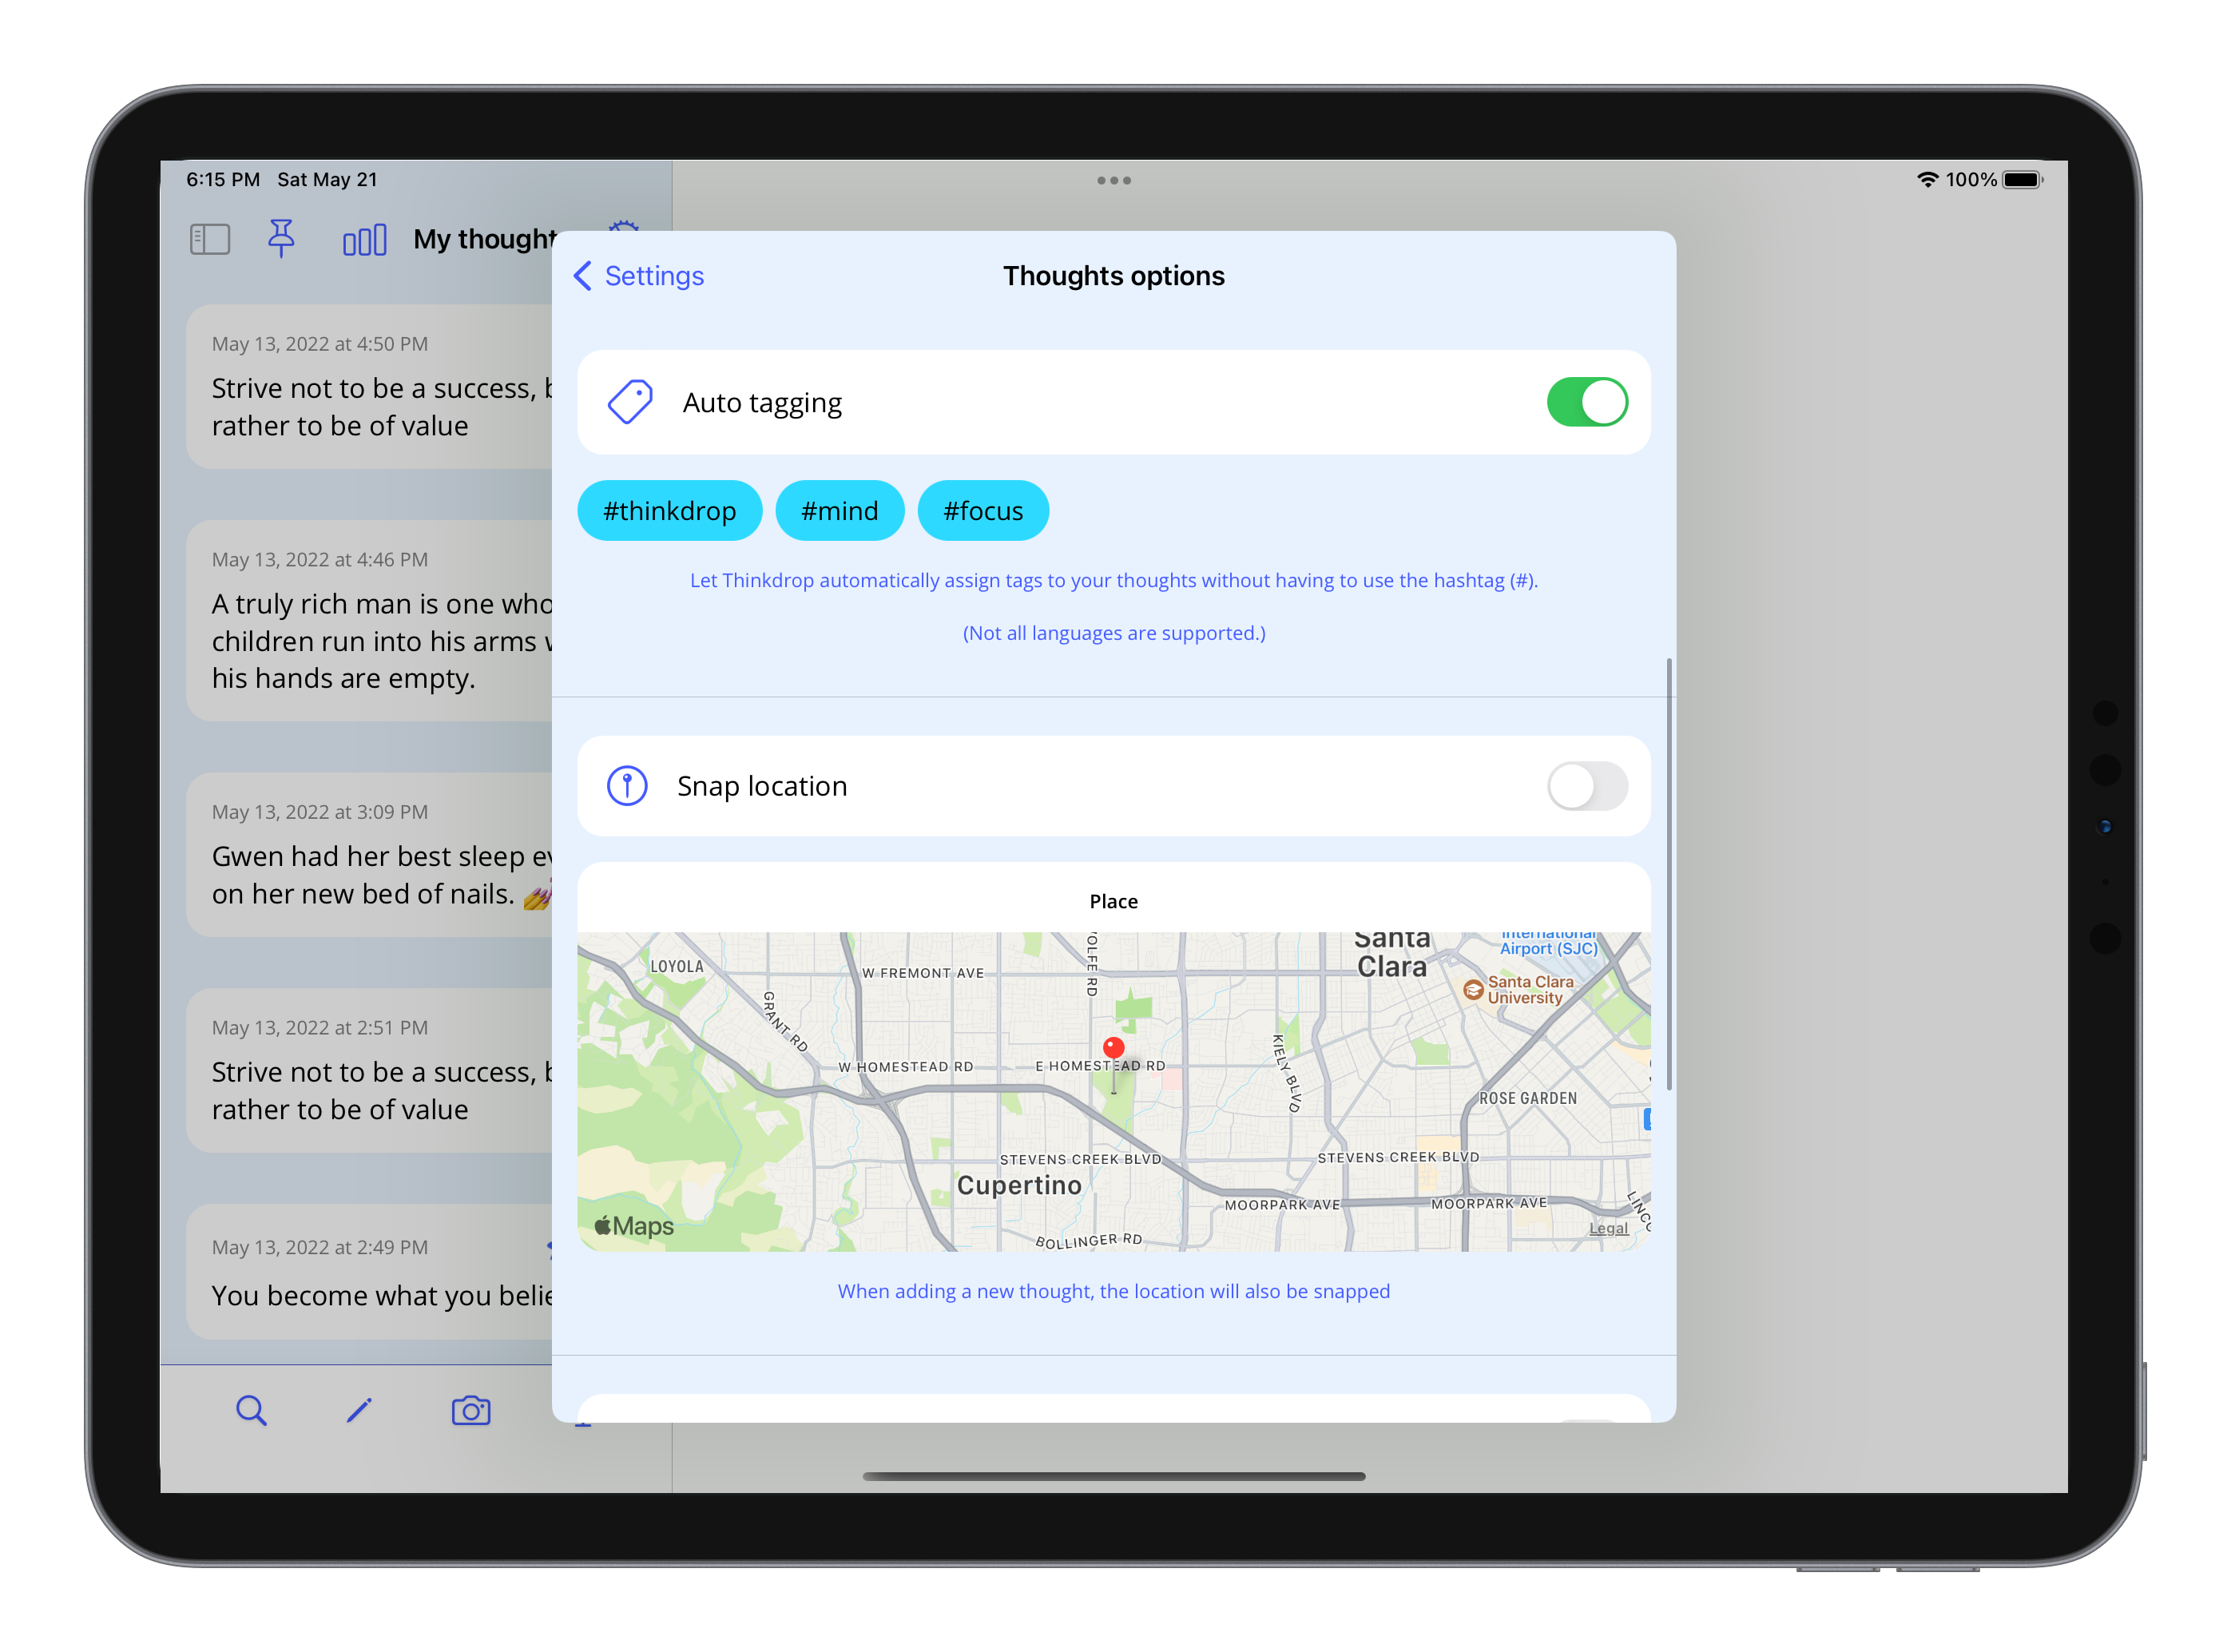 6:15 PM Sat May 21
100%
My thought
May 13, 2022 at 4:50 PM
Strive not to be a success,
rather to be of value
May 13, 2022 at 4:46 PM
A truly rich man is one who
children run into his arms
his hands are empty.
May 13, 2022 at 3:09 PM
Gwen had her best sleep
on her new bed of nails. 💅
May 13, 2022 at 2:51 PM
Strive not to be a success,
rather to be of value
May 13, 2022 at 2:49 PM
You become what you belie
Settings
Thoughts options
Auto tagging
#thinkdrop #mind #focus
Let Thinkdrop automatically assign tags to your thoughts without having to use the hashtag (#).
(Not all languages are supported.)
Snap location
Place
Santa
Clara
International
Airport (SJC)
LOYOLA
W FREMONT AVE
OLFE RD
Santa Clara
University
GRANT RD
KIELY BLVD
W HOMESTEAD RD
E HOMESTEAD RD
ROSE GARDEN
STEVENS CREEK BLVD
STEVENS CREEK BLVD
Cupertino
MOORPARK AVE
MOORPARK AVE
LINC
Maps
BOLLINGER RD
Legal
When adding a new thought, the location will also be snapped